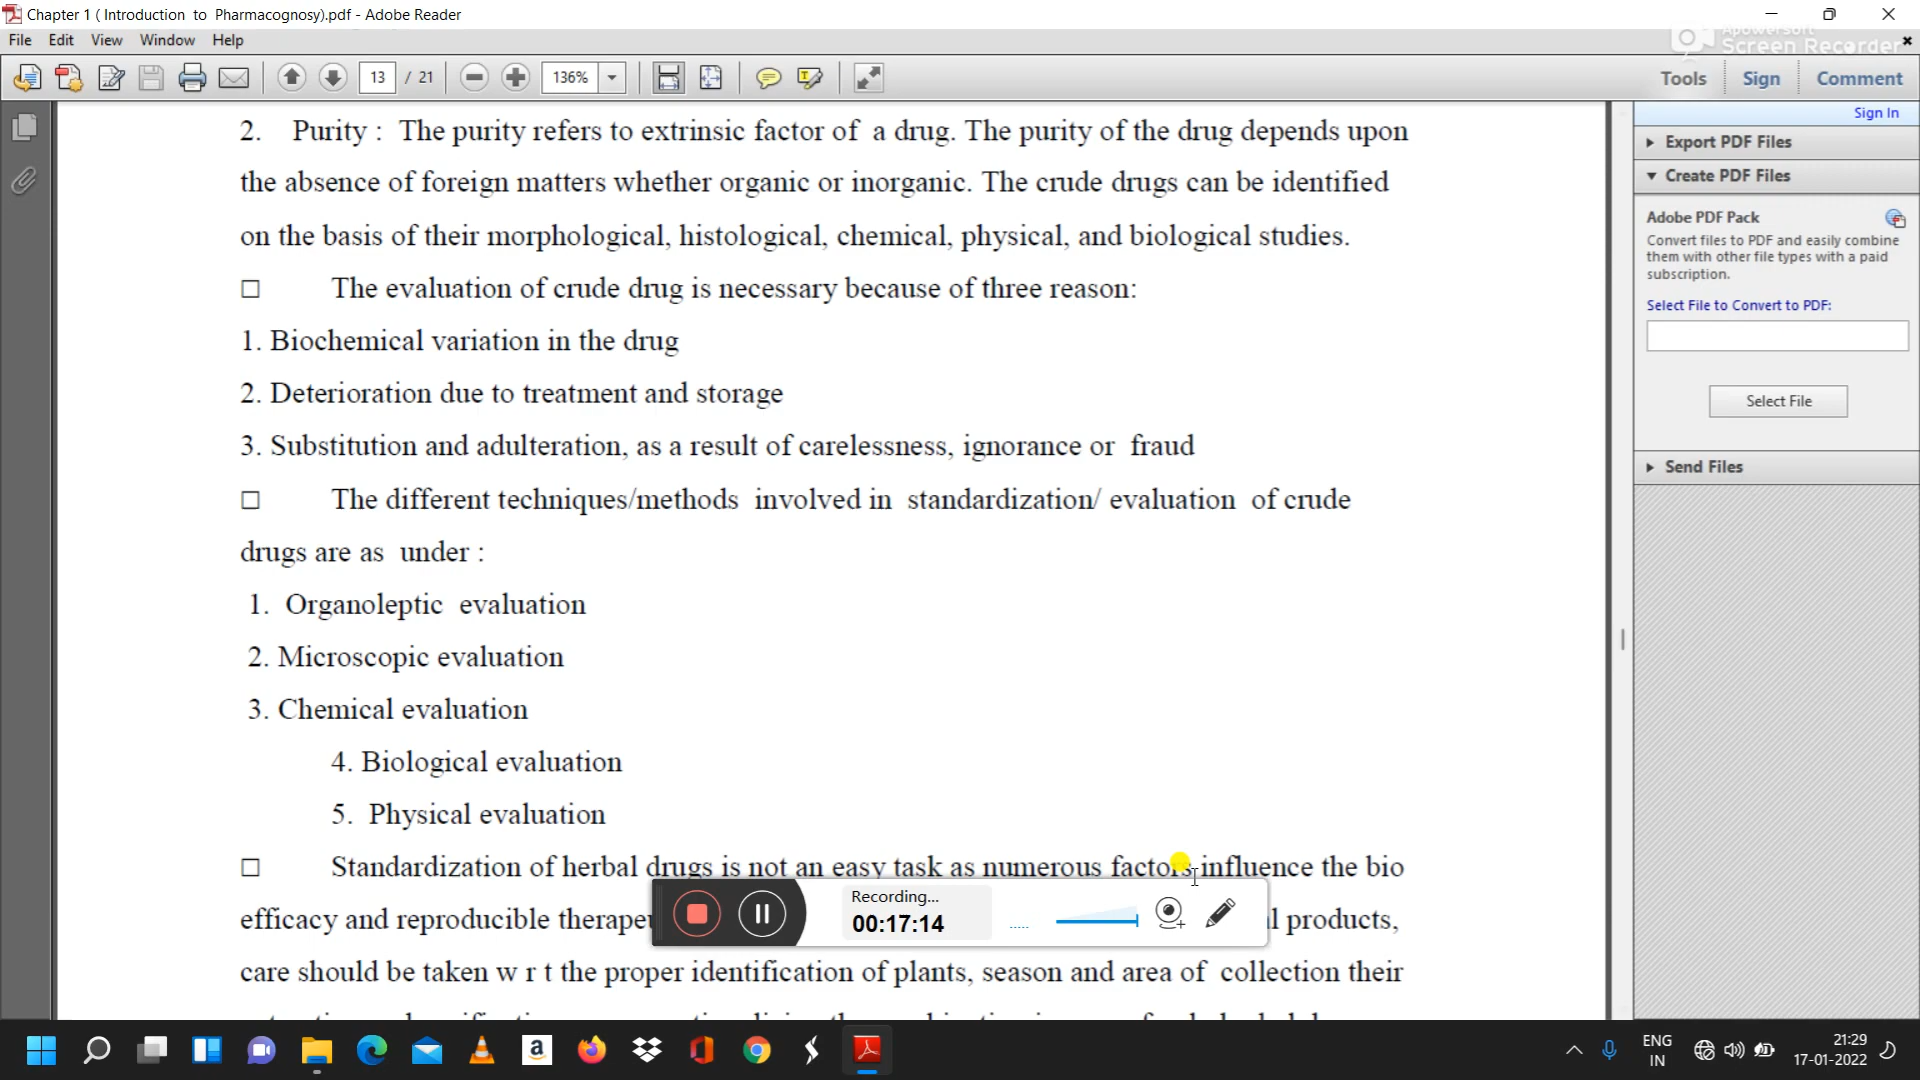 Chapter 1 ( Introduction to Pharmacognosy).pdf - Adobe Reader
File Edit View Window Help
Apowersoft
Screen Recorder
13 / 21 136% Tools Sign Comment
Sign In
Export PDF Files
Create PDF Files
Adobe PDF Pack
Convert files to PDF and easily combine
them with other file types with a paid
subscription.
Select File to Convert to PDF:
Select File
Send Files
2. Purity : The purity refers to extrinsic factor of a drug. The purity of the drug depends upon
the absence of foreign matters whether organic or inorganic. The crude drugs can be identified
on the basis of their morphological, histological, chemical, physical, and biological studies.
□ The evaluation of crude drug is necessary because of three reason:
1. Biochemical variation in the drug
2. Deterioration due to treatment and storage
3. Substitution and adulteration, as a result of carelessness, ignorance or fraud
□ The different techniques/methods involved in standardization/ evaluation of crude
drugs are as under :
1. Organoleptic evaluation
2. Microscopic evaluation
3. Chemical evaluation
4. Biological evaluation
5. Physical evaluation
□ Standardization of herbal drugs is not an easy task as numerous factors influence the bio
efficacy and reproducible products,
care should be taken w r t the proper identification of plants, season and area of collection their
Recording...
00:17:14
ENG
IN
21:29
17-01-2022